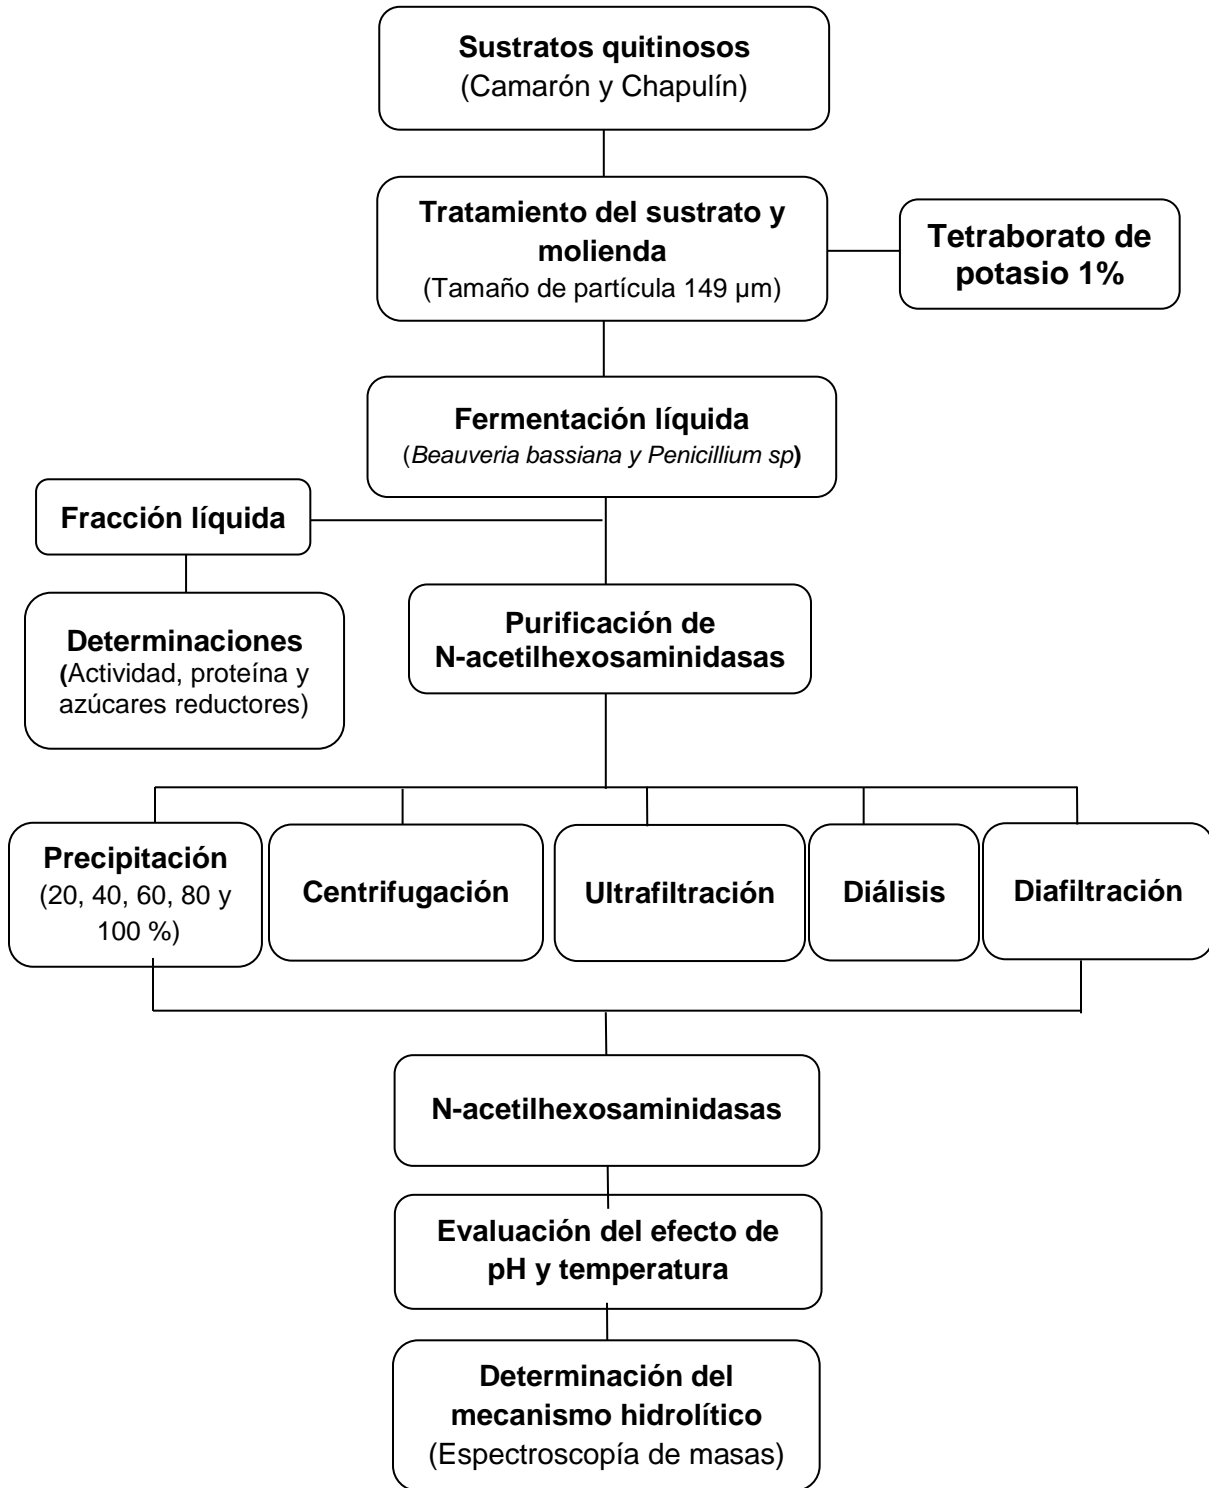 Sustratos quitinosos
(Camarón y Chapulín)
Tratamiento del sustrato y
molienda
(Tamaño de partícula 149 µm)
Tetraborato de
potasio 1%
Fermentación líquida
(Beauveria bassiana y Penicillium sp)
Fracción líquida
Determinaciones
(Actividad, proteína y
azúcares reductores)
Purificación de
N-acetilhexosaminidasas
Precipitación
(20, 40, 60, 80 y
100 %)
Centrifugación
Ultrafiltración
Diálisis
Diafiltración
N-acetilhexosaminidasas
Evaluación del efecto de
pH y temperatura
Determinación del
mecanismo hidrolítico
(Espectroscopía de masas)